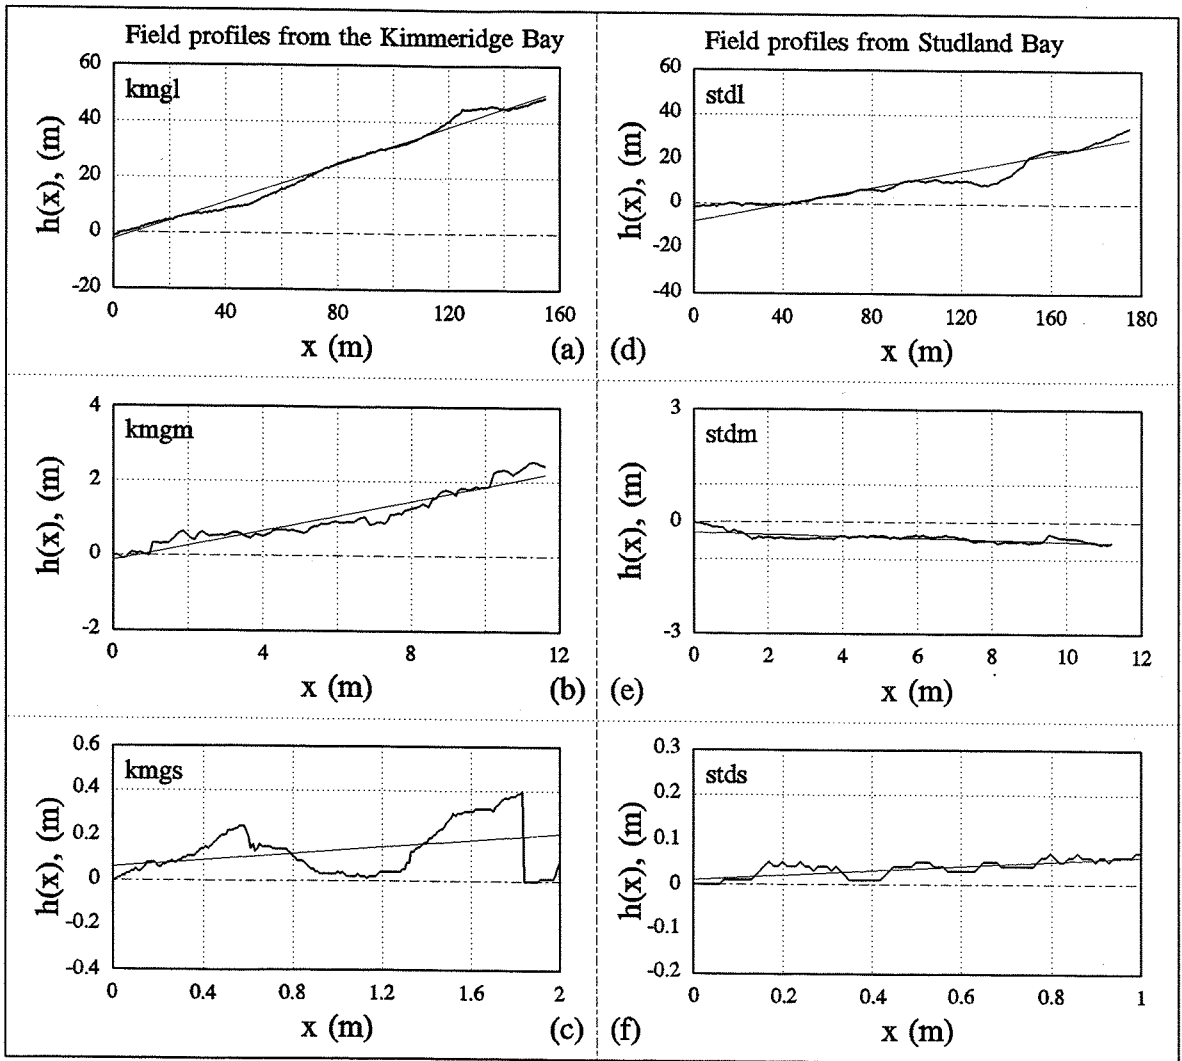 Field profiles from the Kimmeridge Bay
60
kmgl
40
20
0
-20
h(x), (m)
0 40 80 120 160
x (m)
(a)
4
kmgm
2
0
-2
h(x), (m)
0 4 8 12
x (m)
(b)
0.6
kmgs
0.4
0.2
0
-0.2
-0.4
h(x), (m)
0 0.4 0.8 1.2 1.6 2
x (m)
(c)
Field profiles from Studland Bay
60
stdl
40
20
0
-20
-40
h(x), (m)
0 40 80 120 160 180
x (m)
(d)
3
stdm
0
-3
h(x), (m)
0 2 4 6 8 10 12
x (m)
(e)
0.3
stds
0.2
0.1
0
-0.1
-0.2
h(x), (m)
0 0.2 0.4 0.6 0.8 1
x (m)
(f)